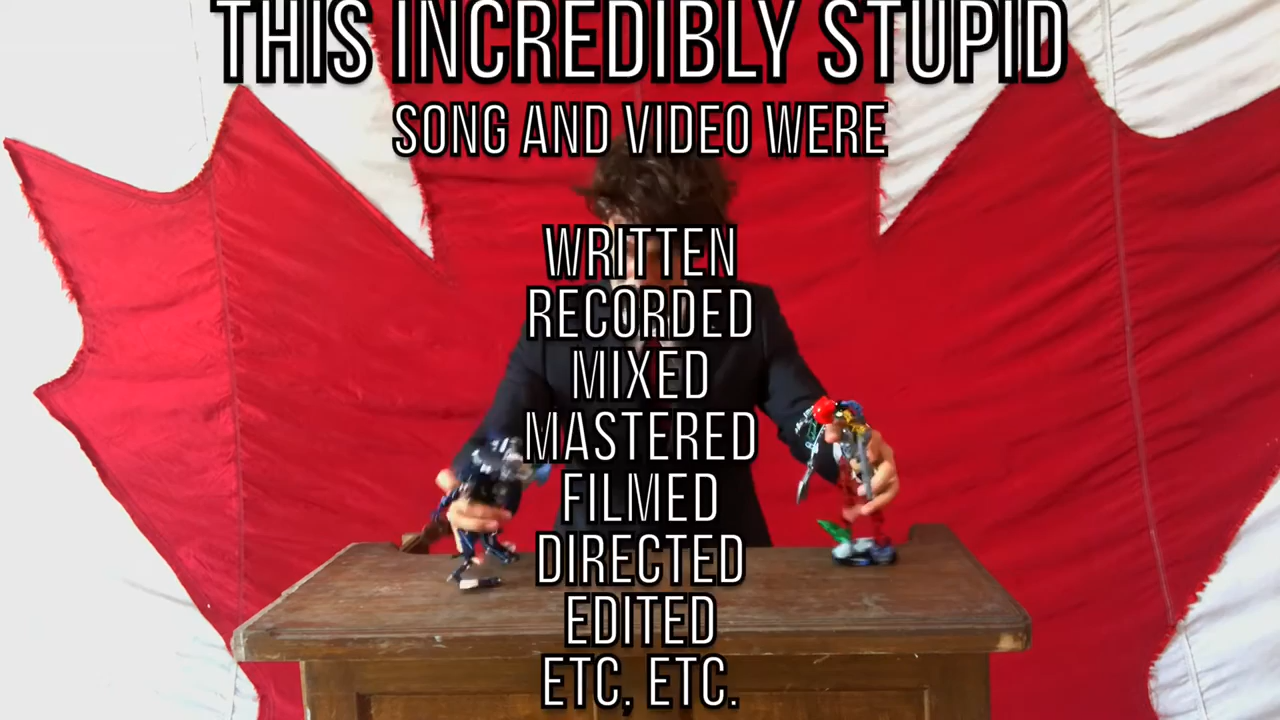 THIS INCREDIBLY STUPID
SONG AND VIDEO WERE
WRITTEN
RECORDED
MIXED
MASTERED
FILMED
DIRECTED
EDITED
ETC, ETC.